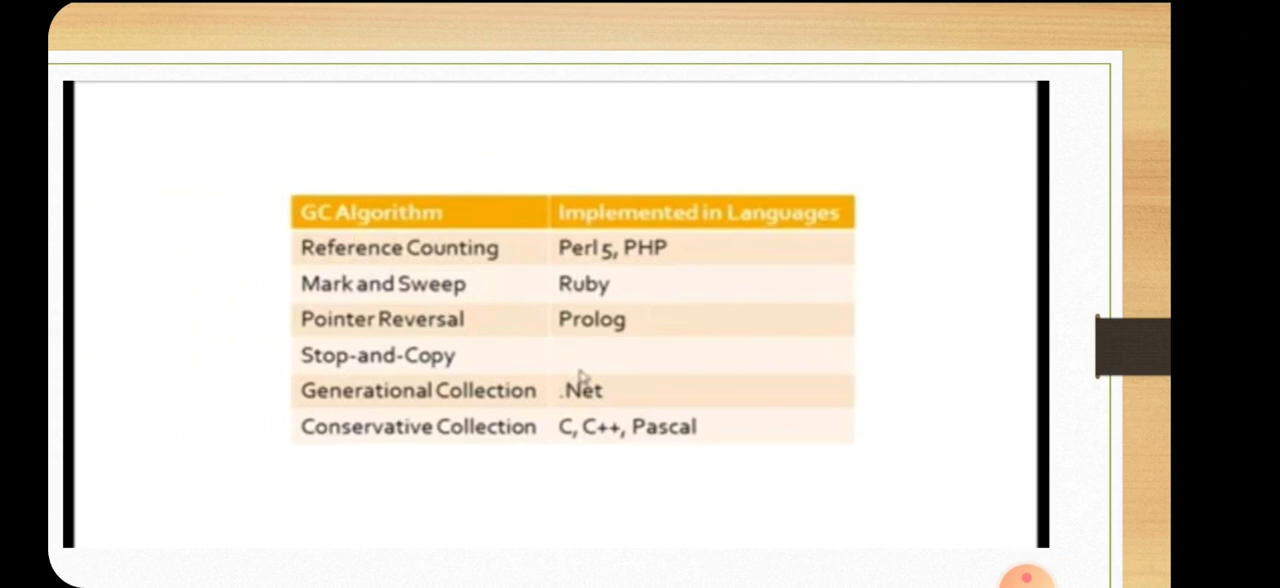 GC Algorithm Implemented in Languages
Reference Counting Perl 5, PHP
Mark and Sweep Ruby
Pointer Reversal Prolog
Stop-and-Copy
Generational Collection .Net
Conservative Collection C, C++, Pascal